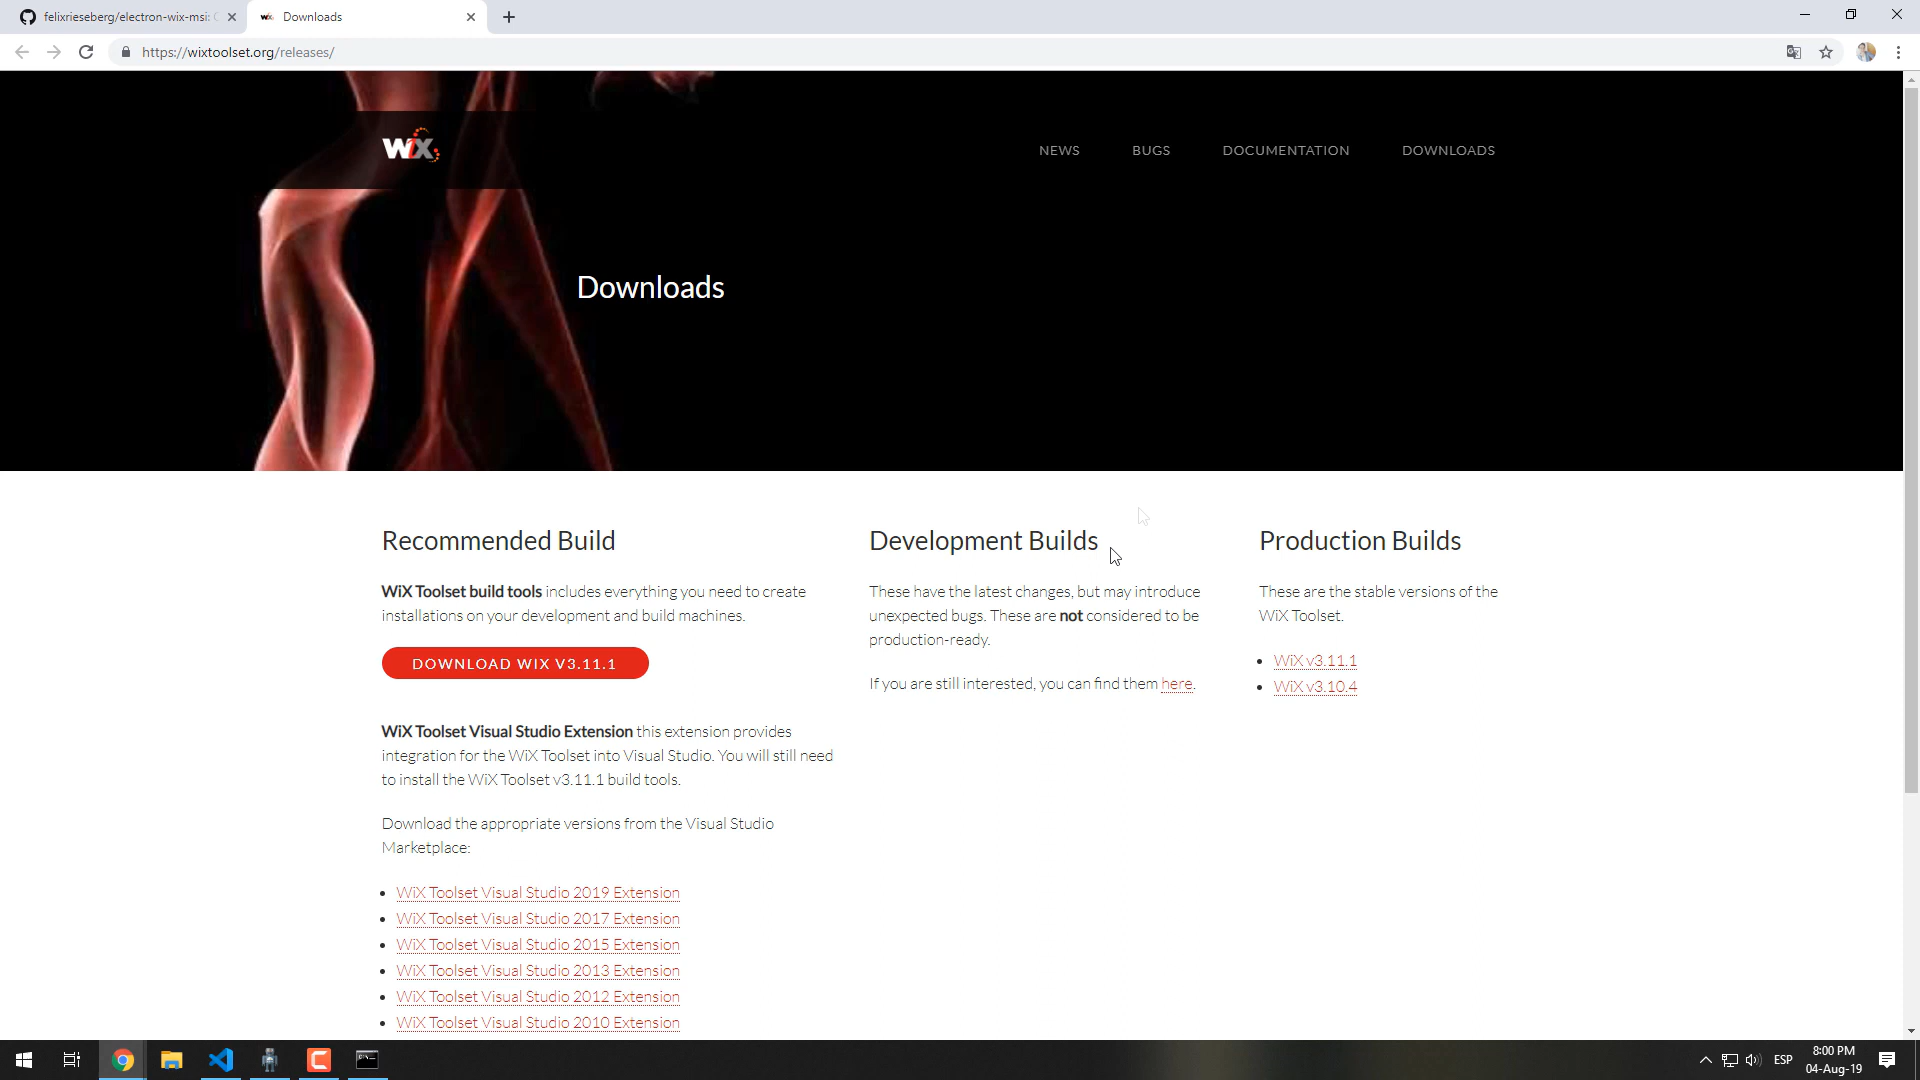 felixrieseberg/electron-wix-msi:
Downloads
https://wixtoolset.org/releases/
WiX
NEWS
BUGS
DOCUMENTATION
DOWNLOADS
Downloads
Recommended Build
WiX Toolset build tools includes everything you need to create
installations on your development and build machines.
DOWNLOAD WIX V3.11.1
WiX Toolset Visual Studio Extension this extension provides
integration for the WiX Toolset into Visual Studio. You will still need
to install the WiX Toolset v3.11.1 build tools.
Download the appropriate versions from the Visual Studio
Marketplace:
WiX Toolset Visual Studio 2019 Extension
WiX Toolset Visual Studio 2017 Extension
WiX Toolset Visual Studio 2015 Extension
WiX Toolset Visual Studio 2013 Extension
WiX Toolset Visual Studio 2012 Extension
WiX Toolset Visual Studio 2010 Extension
Development Builds
These have the latest changes, but may introduce
unexpected bugs. These are not considered to be
production-ready.
If you are still interested, you can find them here.
Production Builds
These are the stable versions of the
WiX Toolset.
WiX v3.11.1
WiX v3.10.4
ESP
8:00 PM
04-Aug-19